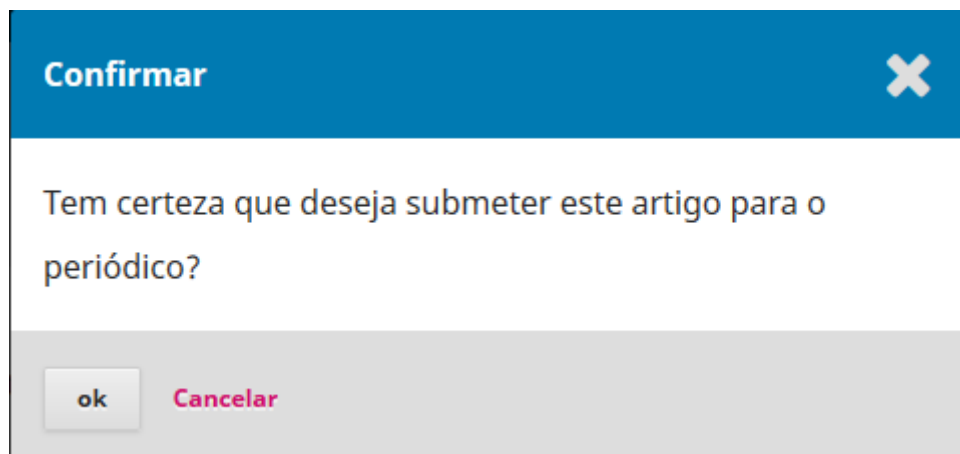 Confirmar
Tem certeza que deseja submeter este artigo para o
periódico?
ok Cancelar